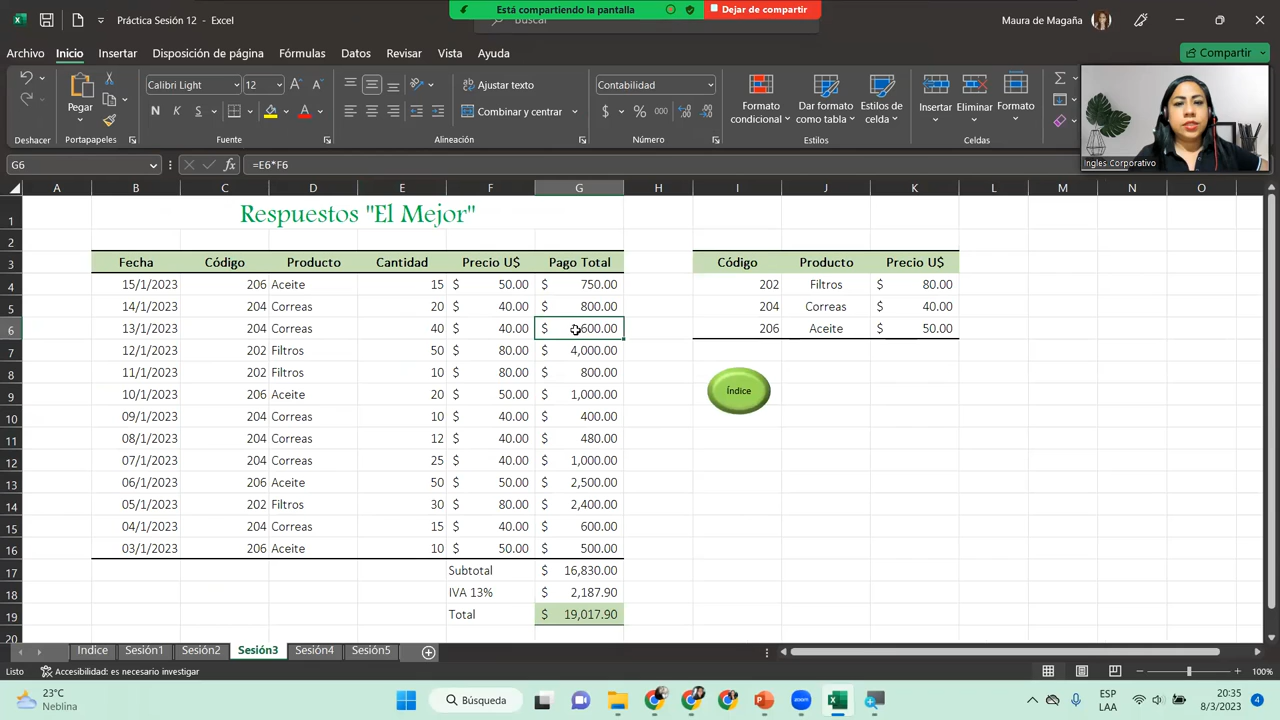 Práctica Sesión 12 - Excel
Está compartiendo la pantalla
Dejar de compartir
Buscar
Maura de Magaña
Archivo Inicio Insertar Disposición de página Fórmulas Datos Revisar Vista Ayuda
Compartir
Calibri Light 12
Ajustar texto
Contabilidad
Pegar
N K S
Combinar y centrar
$ % 000
Formato condicional
Dar formato como tabla
Estilos de celda
Insertar Eliminar Formato
Deshacer Portapapeles Fuente Alineación Número Estilos Celdas
Ingles Corporativo
G6 fx =E6*F6
A B C D E F G H I J K L M N O
1 Respuestos "El Mejor"
2
3 Fecha Código Producto Cantidad Precio U$ Pago Total Código Producto Precio U$
4 15/1/2023 206 Aceite 15 $ 50.00 $ 750.00 202 Filtros $ 80.00
5 14/1/2023 204 Correas 20 $ 40.00 $ 800.00 204 Correas $ 40.00
6 13/1/2023 204 Correas 40 $ 40.00 $ 600.00 206 Aceite $ 50.00
7 12/1/2023 202 Filtros 50 $ 80.00 $ 4,000.00
8 11/1/2023 202 Filtros 10 $ 80.00 $ 800.00
9 10/1/2023 206 Aceite 20 $ 50.00 $ 1,000.00
Índice
10 09/1/2023 204 Correas 10 $ 40.00 $ 400.00
11 08/1/2023 204 Correas 12 $ 40.00 $ 480.00
12 07/1/2023 204 Correas 25 $ 40.00 $ 1,000.00
13 06/1/2023 206 Aceite 50 $ 50.00 $ 2,500.00
14 05/1/2023 202 Filtros 30 $ 80.00 $ 2,400.00
15 04/1/2023 204 Correas 15 $ 40.00 $ 600.00
16 03/1/2023 206 Aceite 10 $ 50.00 $ 500.00
17 Subtotal $ 16,830.00
18 IVA 13% $ 2,187.90
19 Total $ 19,017.90
20
Indice Sesión1 Sesión2 Sesión3 Sesión4 Sesión5
Listo Accesibilidad: es necesario investigar
100%
23°C
Neblina
Búsqueda
zoom
ESP
LAA
20:35
8/3/2023
4